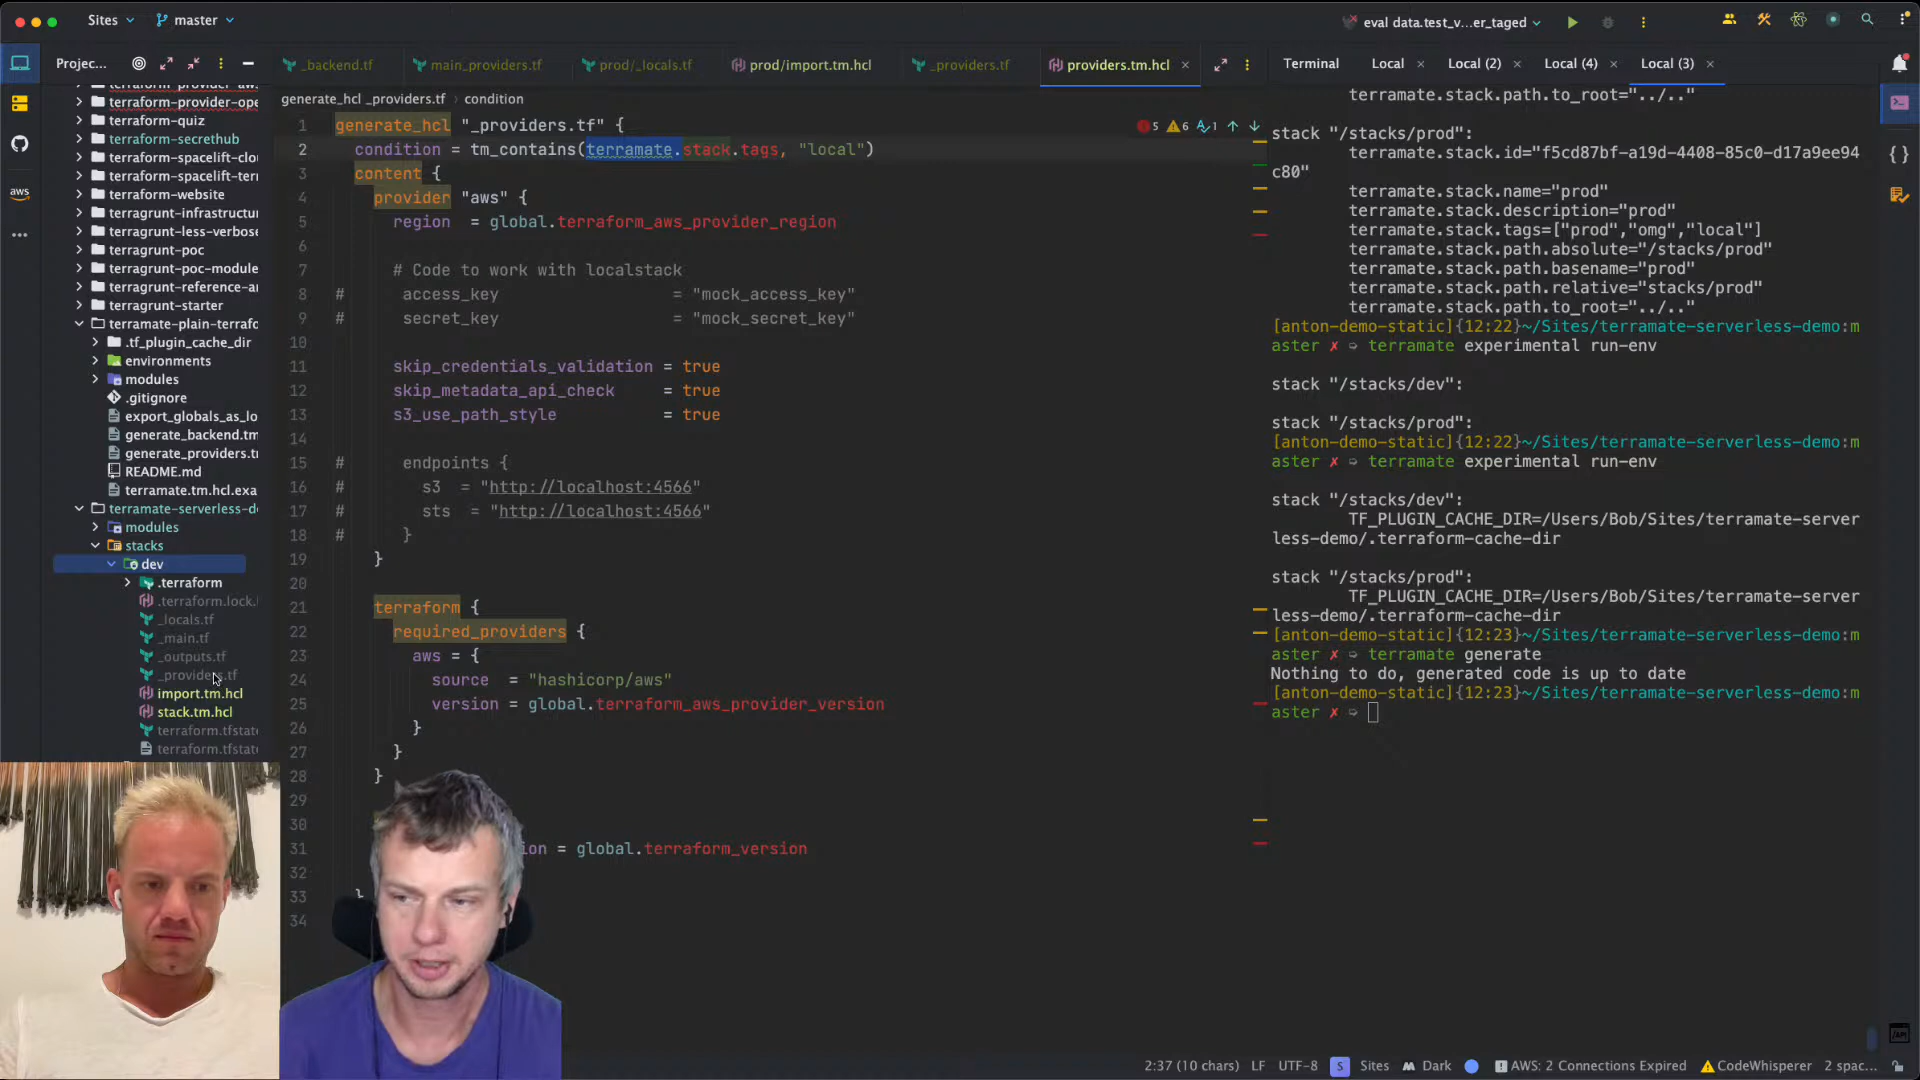 Sites
master
eval data.test_v...er_taged
Projec...
_backend.tf
main_providers.tf
prod/_locals.tf
prod/import.tm.hcl
_providers.tf
providers.tm.hcl
Terminal
Local
Local (2)
Local (4)
Local (3)
generate_hcl _providers.tf
condition
terraform-provider-ope
terraform-quiz
terraform-secrethub
terraform-spacelift-clou
terraform-spacelift-terr
terraform-website
terragrunt-infrastructu
terragrunt-less-verbose
terragrunt-poc
terragrunt-poc-module
terragrunt-reference-ar
terragrunt-starter
terramate-plain-terrafo
.tf_plugin_cache_dir
environments
modules
.gitignore
export_globals_as_lo
generate_backend.tm
generate_providers.tm
README.md
terramate.tm.hcl.exa
terramate-serverless-de
modules
stacks
dev
.terraform
.terraform.lock.
_locals.tf
_main.tf
_outputs.tf
_providers.tf
import.tm.hcl
stack.tm.hcl
terraform.tfstate
terraform.tfstate
aws
1 generate_hcl "_providers.tf" {
2 condition = tm_contains(terramate.stack.tags, "local")
3 content {
4 provider "aws" {
5 region = global.terraform_aws_provider_region
6
7 # Code to work with localstack
8 # access_key = "mock_access_key"
9 # secret_key = "mock_secret_key"
10
11 skip_credentials_validation = true
12 skip_metadata_api_check = true
13 s3_use_path_style = true
14
15 # endpoints {
16 # s3 = "http://localhost:4566"
17 # sts = "http://localhost:4566"
18 # }
19 }
20
21 terraform {
22 required_providers {
23 aws = {
24 source = "hashicorp/aws"
25 version = global.terraform_aws_provider_version
26 }
27 }
28 }
29
30
31 ion = global.terraform_version
32
33
34
5 6 1
terramate.stack.path.to_root="../.."
stack "/stacks/prod":
terramate.stack.id="f5cd87bf-a19d-4408-85c0-d17a9ee94
c80"
terramate.stack.name="prod"
terramate.stack.description="prod"
terramate.stack.tags=["prod","omg","local"]
terramate.stack.path.absolute="/stacks/prod"
terramate.stack.path.basename="prod"
terramate.stack.path.relative="stacks/prod"
terramate.stack.path.to_root="../.."
[anton-demo-static]{12:22}~/Sites/terramate-serverless-demo:m
aster ✗ ➭ terramate experimental run-env
stack "/stacks/dev":
stack "/stacks/prod":
[anton-demo-static]{12:22}~/Sites/terramate-serverless-demo:m
aster ✗ ➭ terramate experimental run-env
stack "/stacks/dev":
TF_PLUGIN_CACHE_DIR=/Users/Bob/Sites/terramate-server
less-demo/.terraform-cache-dir
stack "/stacks/prod":
TF_PLUGIN_CACHE_DIR=/Users/Bob/Sites/terramate-server
less-demo/.terraform-cache-dir
[anton-demo-static]{12:23}~/Sites/terramate-serverless-demo:m
aster ✗ ➭ terramate generate
Nothing to do, generated code is up to date
[anton-demo-static]{12:23}~/Sites/terramate-serverless-demo:m
aster ✗ ➭
2:37 (10 chars)
LF
UTF-8
S
Sites
Dark
AWS: 2 Connections Expired
CodeWhisperer
2 spac...